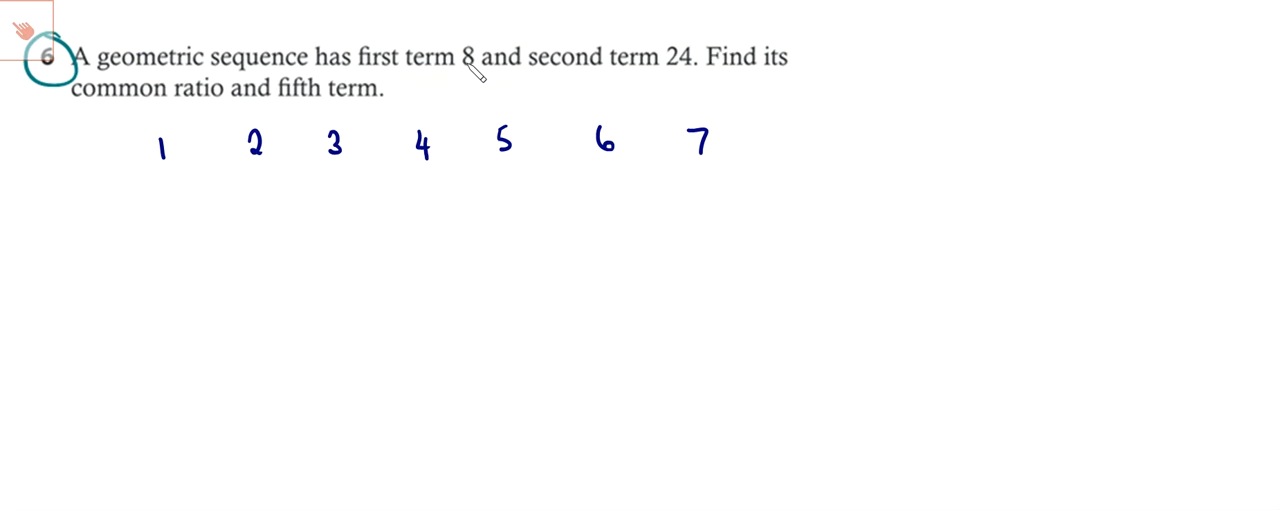 6 A geometric sequence has first term 8 and second term 24. Find its
common ratio and fifth term.
1 2 3 4 5 6 7